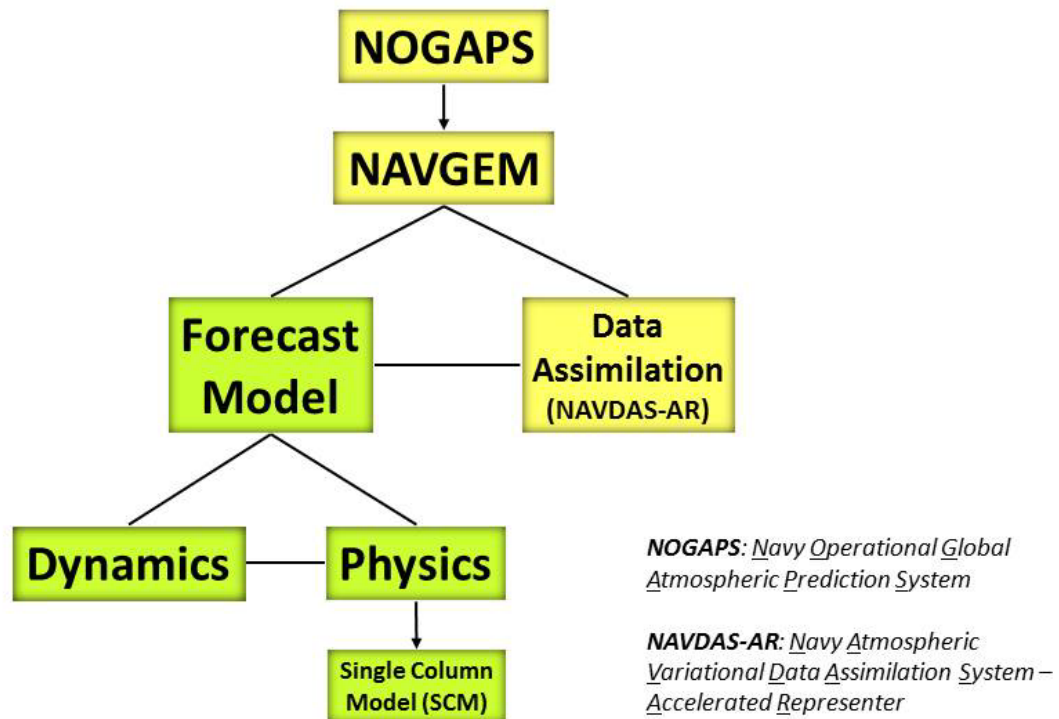 NOGAPS
NAVGEM
Forecast
Model
Data
Assimilation
(NAVDAS-AR)
Dynamics
Physics
Single Column
Model (SCM)
NOGAPS: Navy Operational Global
Atmospheric Prediction System
NAVDAS-AR: Navy Atmospheric
Variational Data Assimilation System –
Accelerated Representer